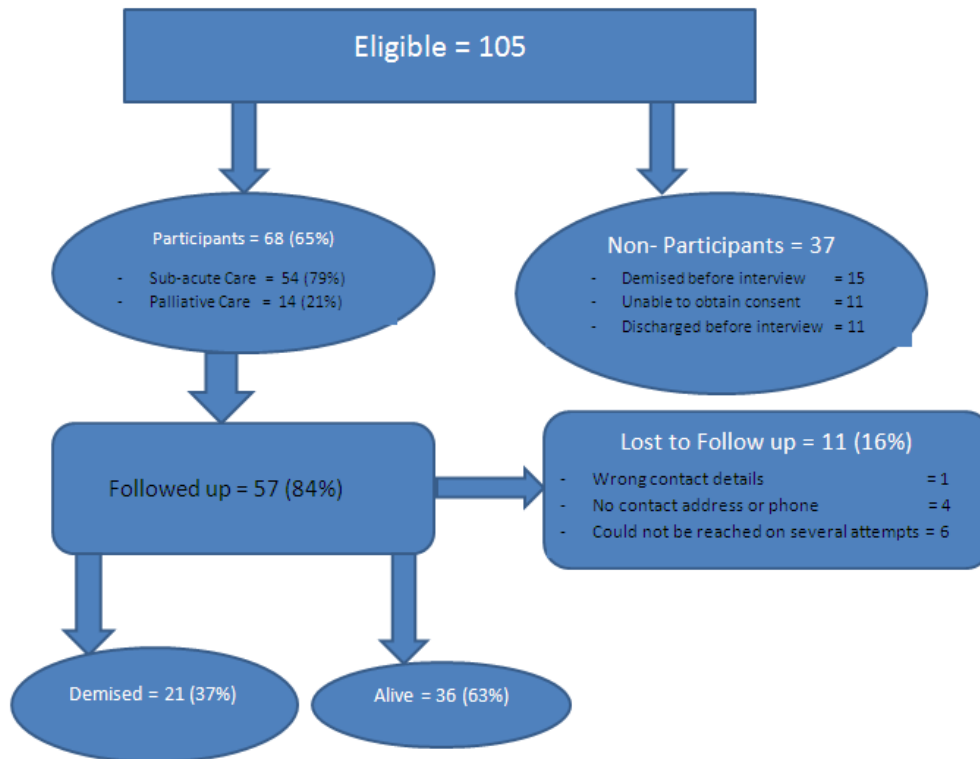 Eligible = 105
Participants = 68 (65%)
- Sub-acute Care = 54 (79%)
- Palliative Care = 14 (21%)
Non- Participants = 37
- Demised before interview = 15
- Unable to obtain consent = 11
- Discharged before interview = 11
Followed up = 57 (84%)
Lost to Follow up = 11 (16%)
- Wrong contact details = 1
- No contact address or phone = 4
- Could not be reached on several attempts = 6
Demised = 21 (37%)
Alive = 36 (63%)